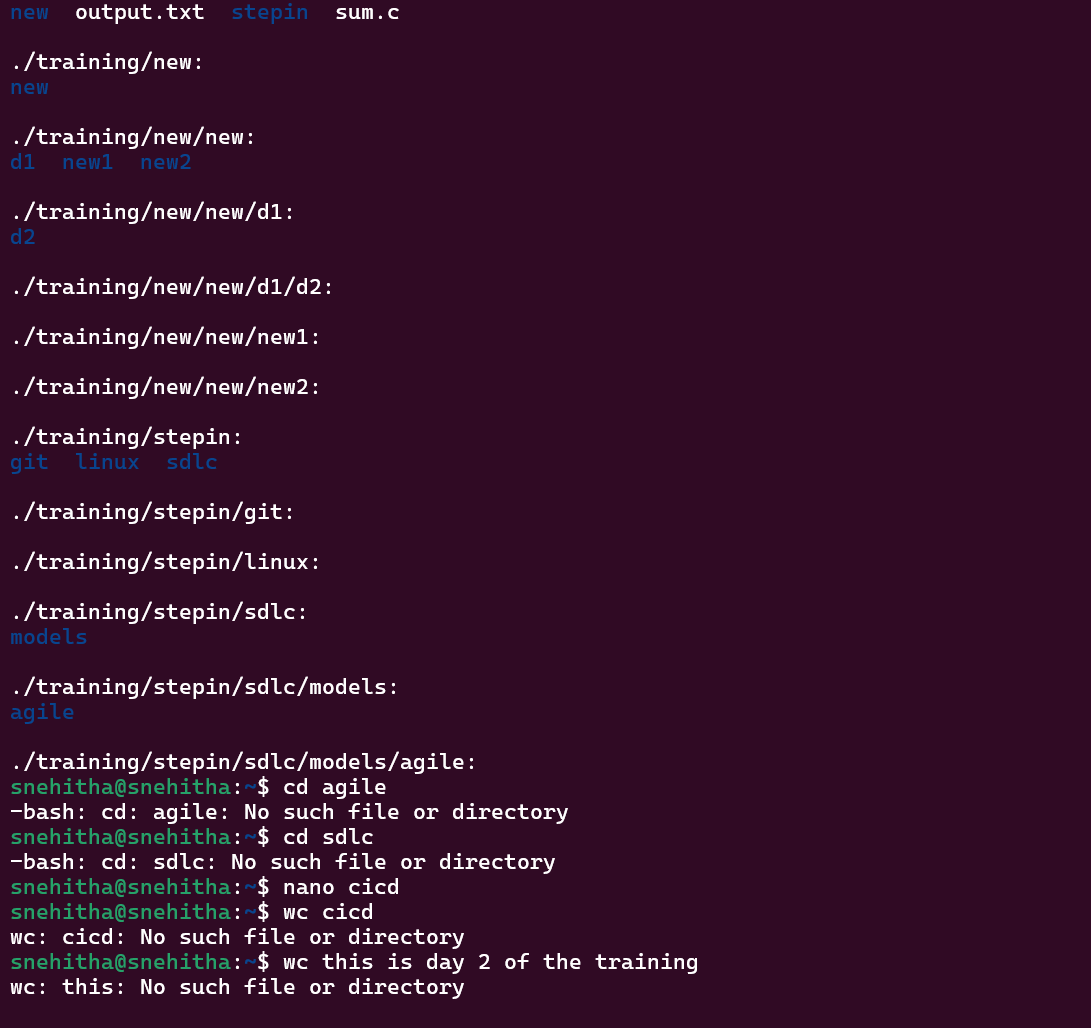 new  output.txt  stepin  sum.c
./training/new:
new
./training/new/new:
d1  new1  new2
./training/new/new/d1:
d2
./training/new/new/d1/d2:
./training/new/new/new1:
./training/new/new/new2:
./training/stepin:
git  linux  sdlc
./training/stepin/git:
./training/stepin/linux:
./training/stepin/sdlc:
models
./training/stepin/sdlc/models:
agile
./training/stepin/sdlc/models/agile:
snehitha@snehitha:~$ cd agile
-bash: cd: agile: No such file or directory
snehitha@snehitha:~$ cd sdlc
-bash: cd: sdlc: No such file or directory
snehitha@snehitha:~$ nano cicd
snehitha@snehitha:~$ wc cicd
wc: cicd: No such file or directory
snehitha@snehitha:~$ wc this is day 2 of the training
wc: this: No such file or directory